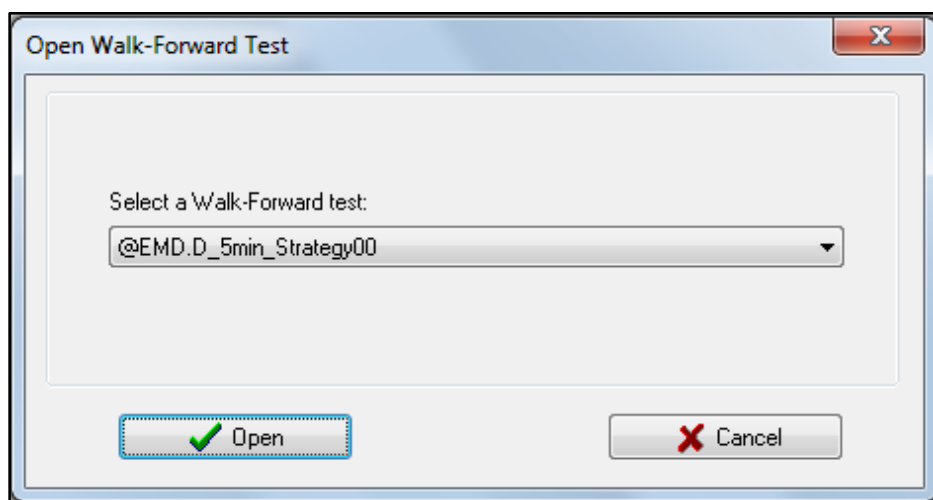 Open Walk-Forward Test
Select a Walk-Forward test:
@EMD.D_5min_Strategy00
Open
Cancel